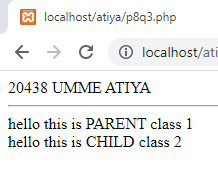 localhost/atiya/p8q3.php
localhost/ati
20438 UMME ATIYA
hello this is PARENT class 1
hello this is CHILD class 2